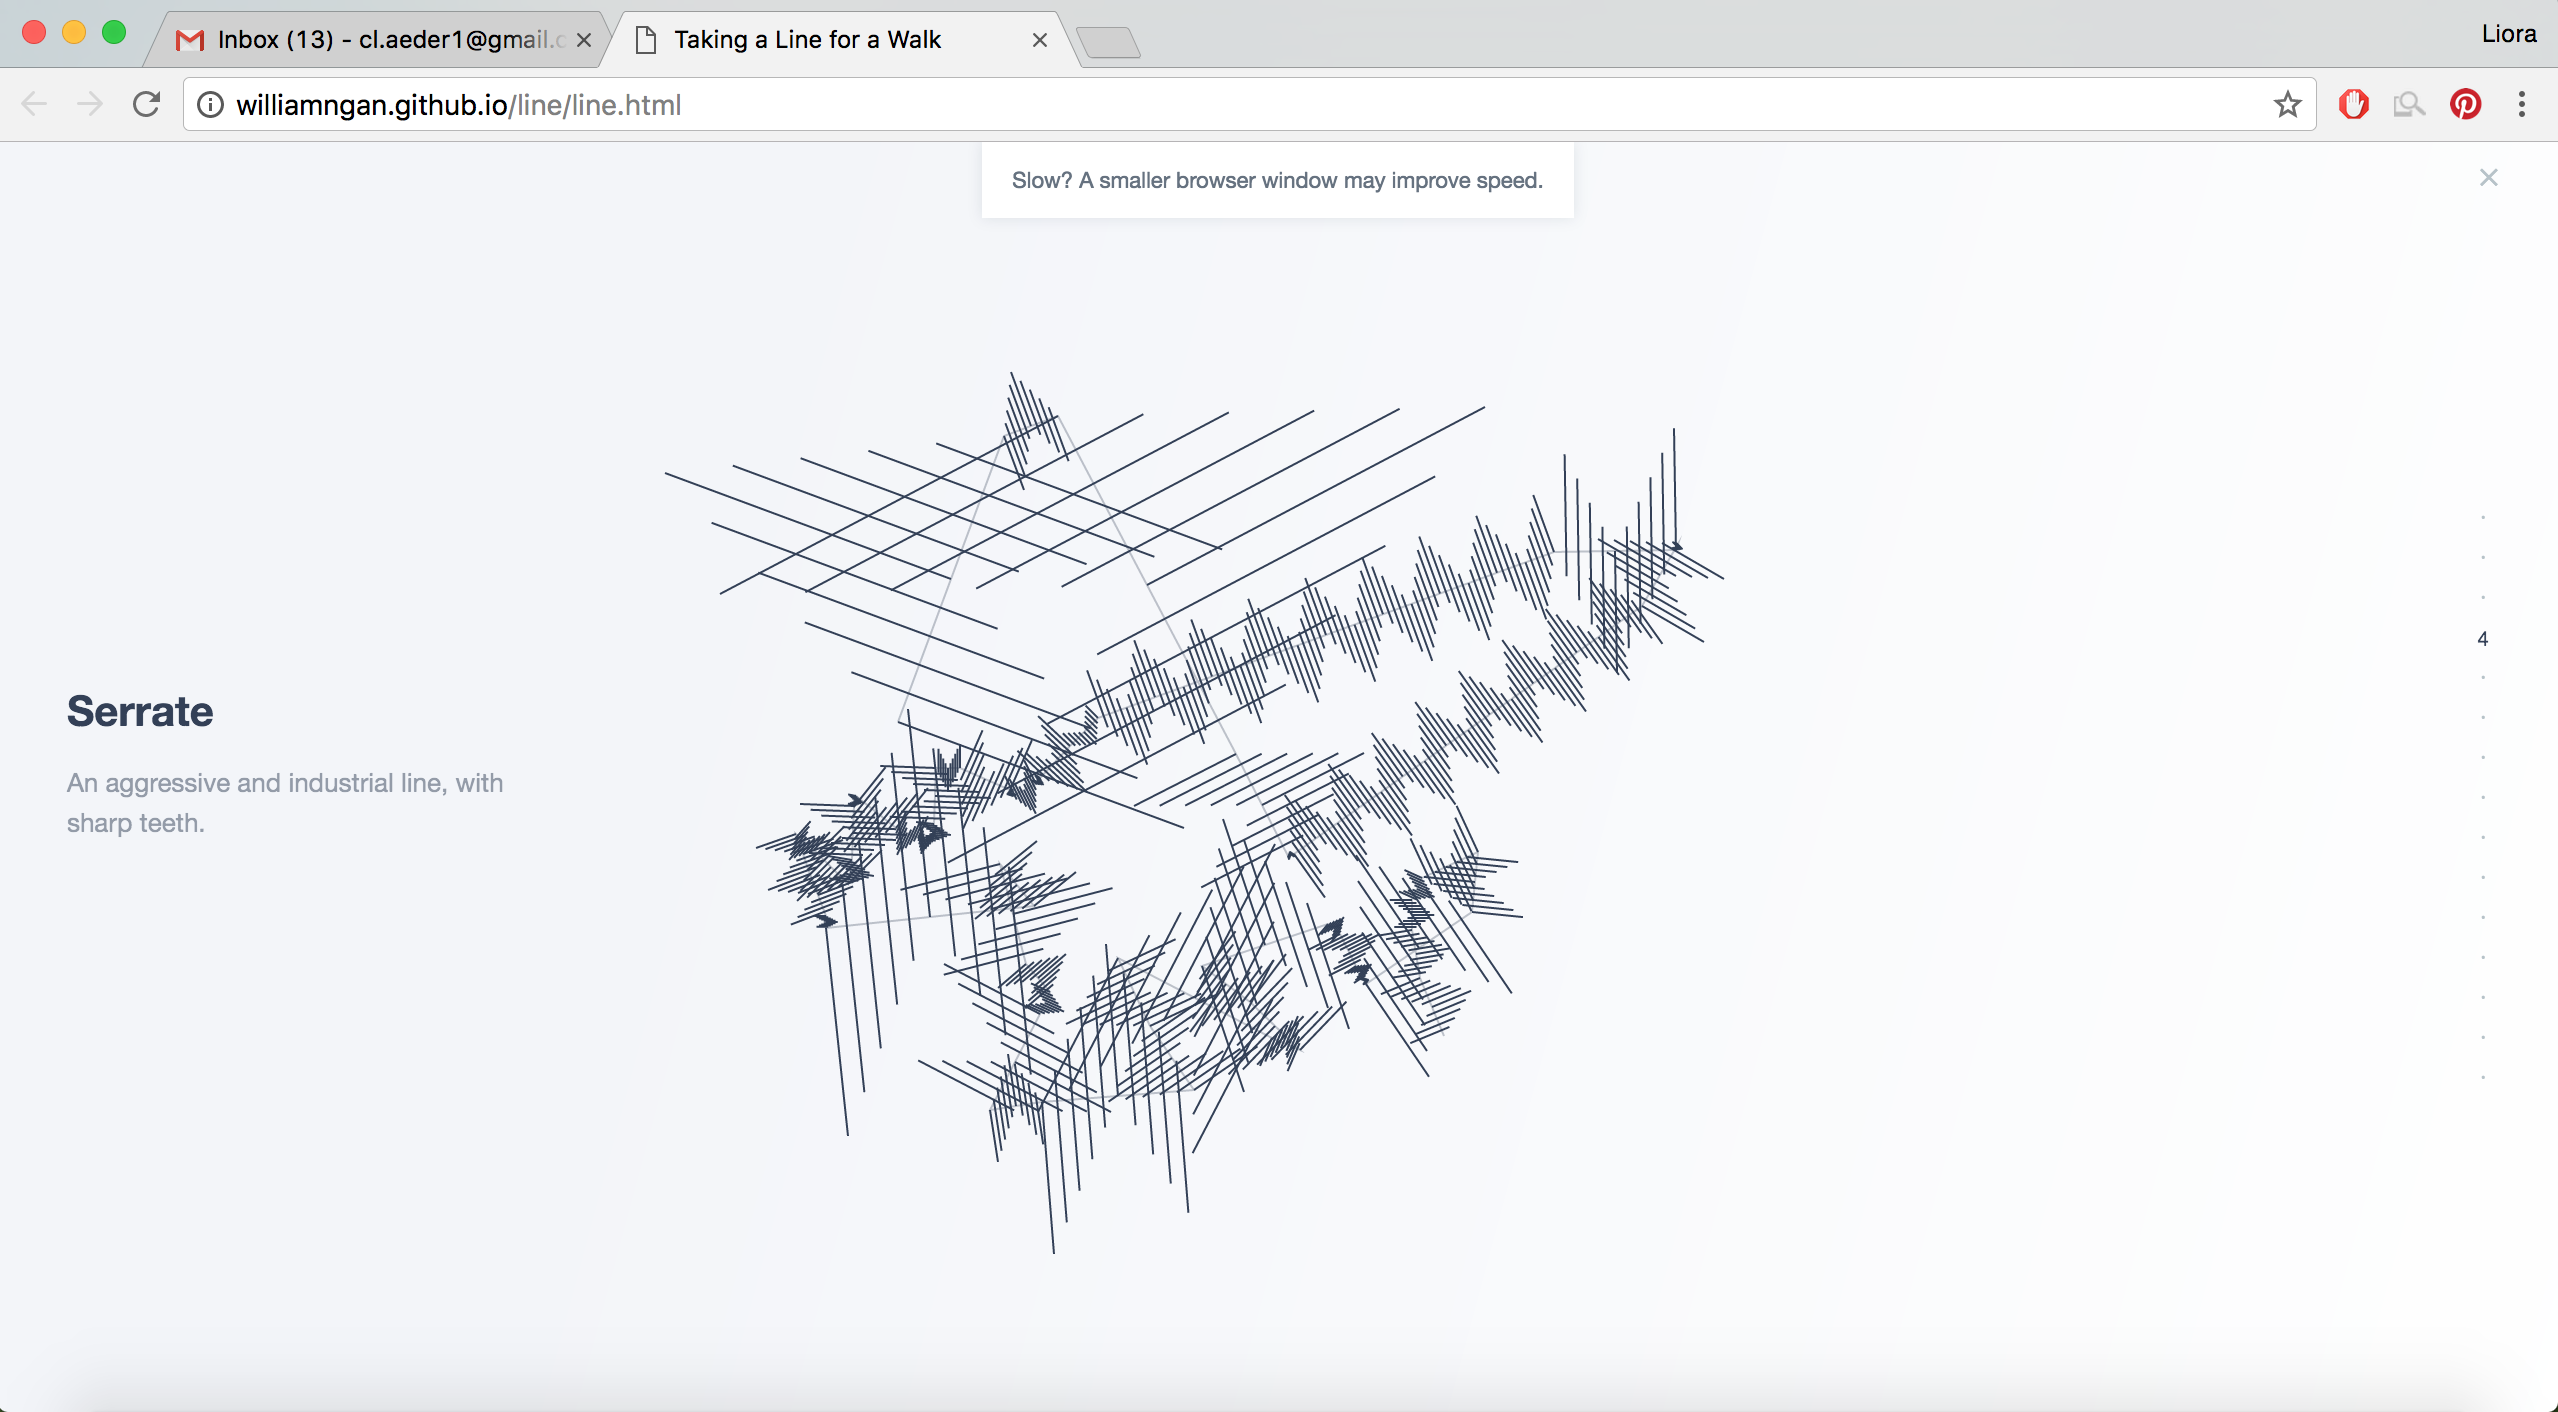 Inbox (13) - cl.aeder1@gmail.c
Taking a Line for a Walk
Liora
williamngan.github.io/line/line.html
Slow? A smaller browser window may improve speed.
4
Serrate
An aggressive and industrial line, with
sharp teeth.